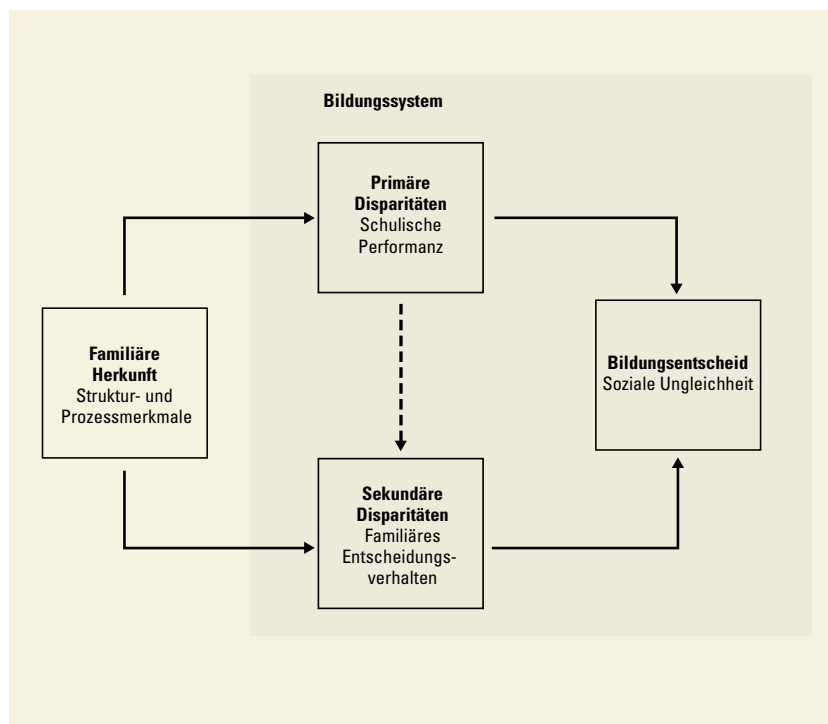 Bildungssystem
Primäre
Disparitäten
Schulische
Performanz
Familiäre
Herkunft
Struktur- und
Prozessmerkmale
Bildungsentscheid
Soziale Ungleichheit
Sekundäre
Disparitäten
Familiäres
Entscheidungs-
verhalten